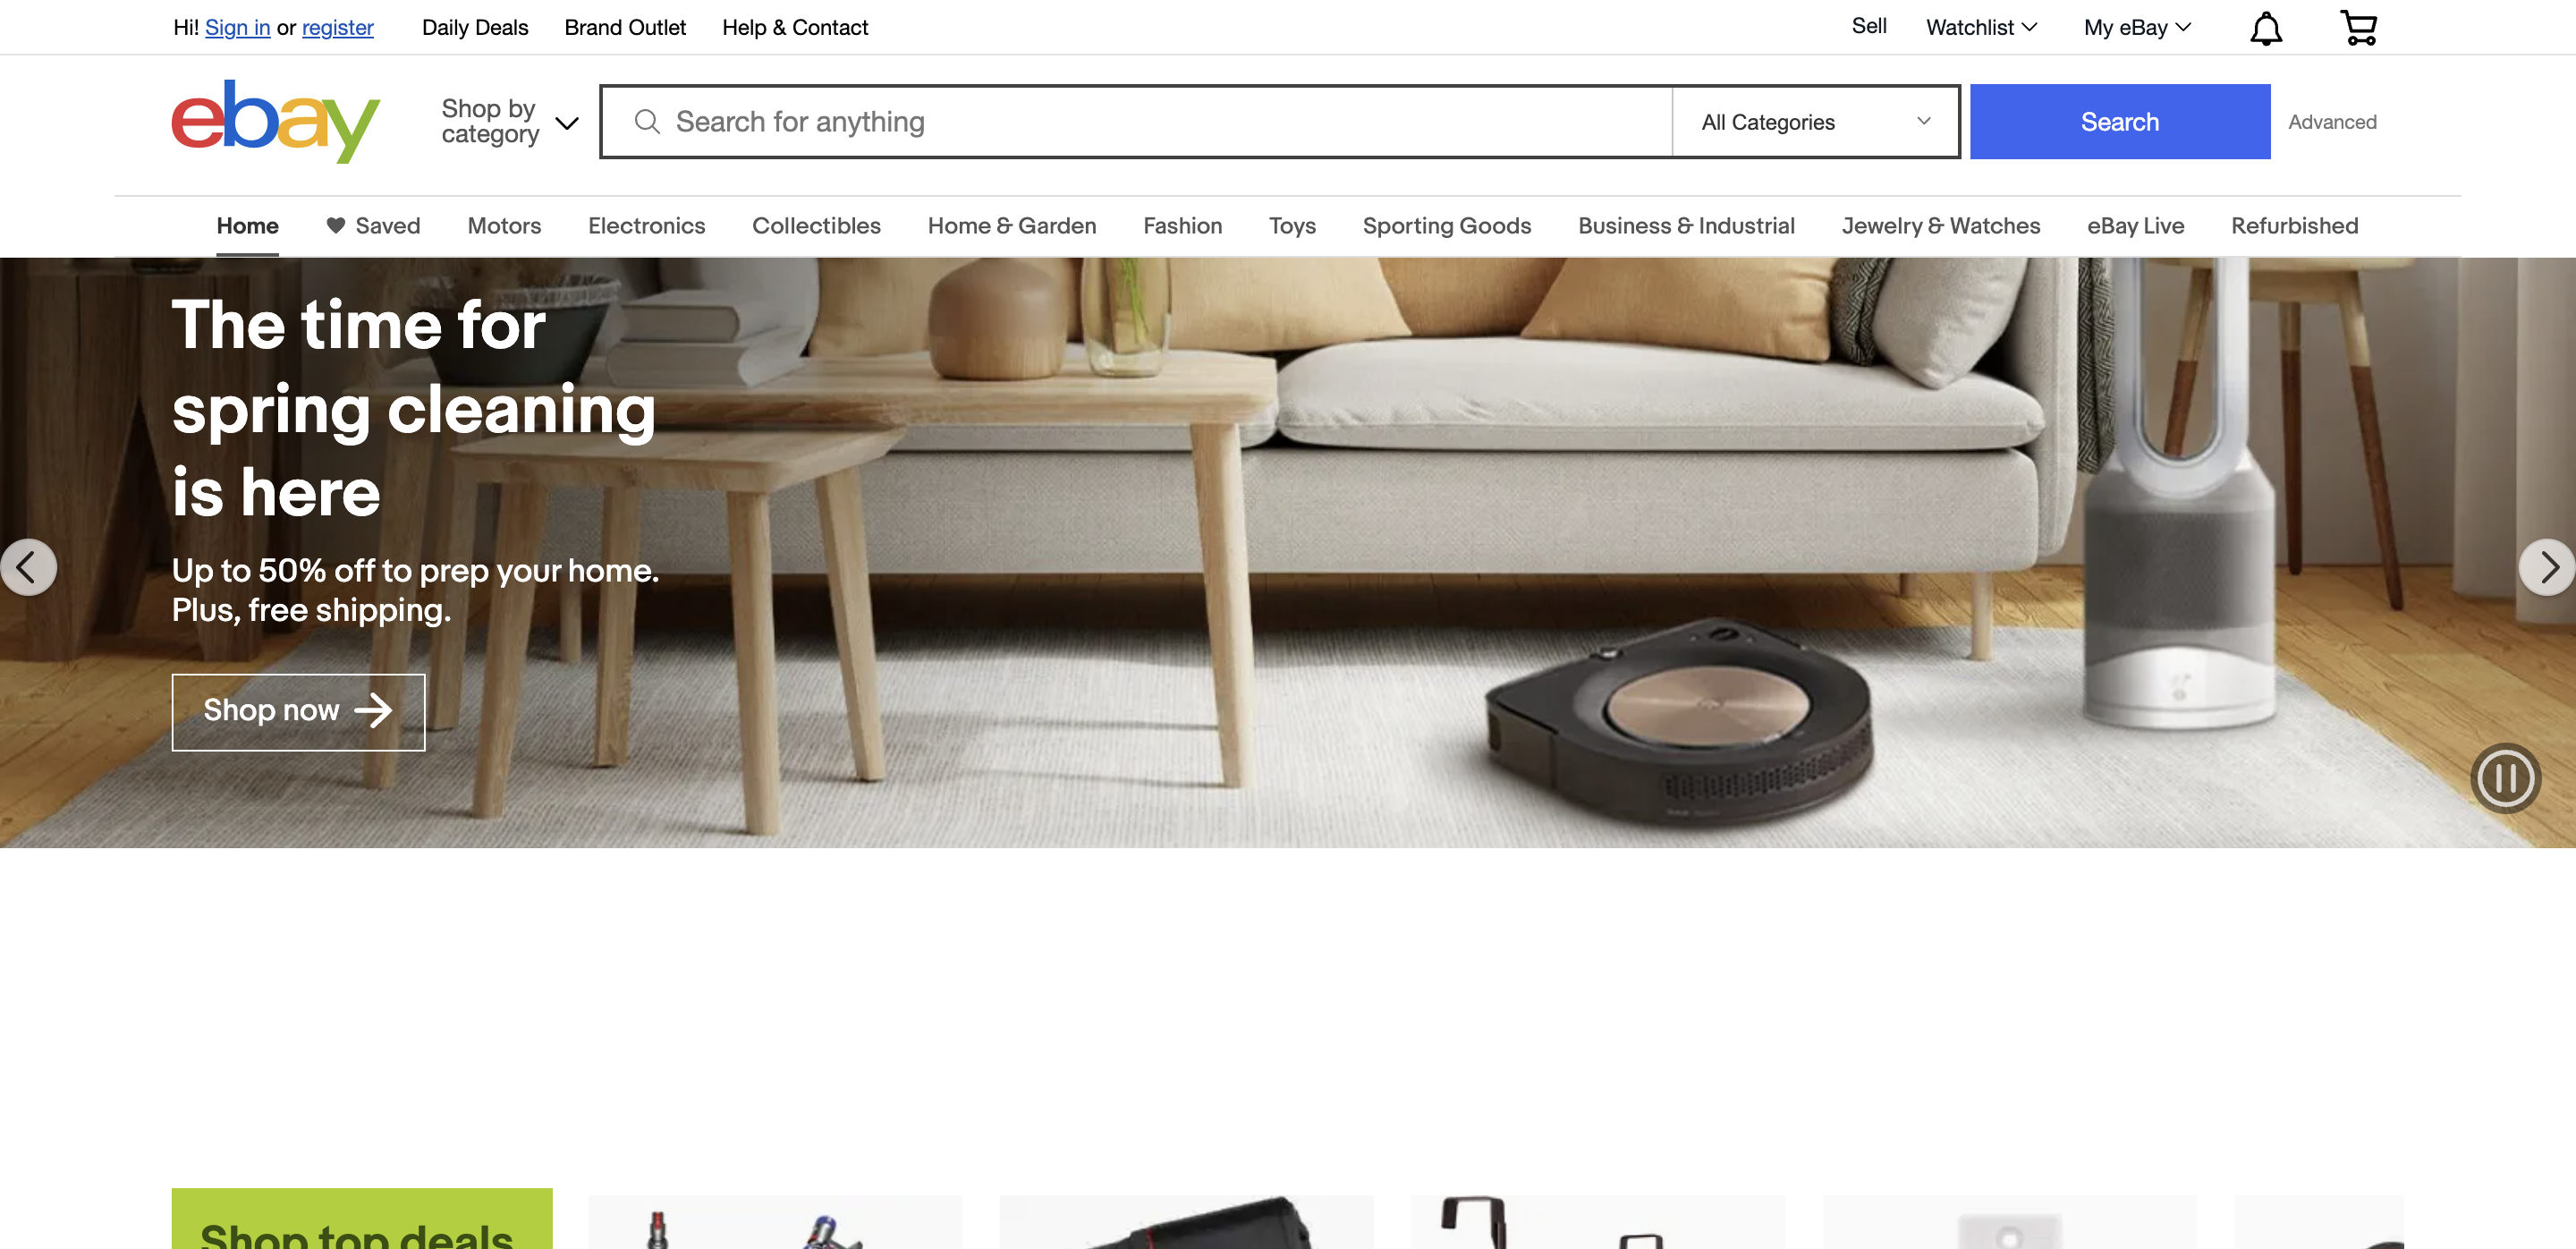 Hi! Sign in or register Daily Deals Brand Outlet Help & Contact Sell Watchlist My eBay
ebay
Shop by
category
Search for anything
All Categories
Search
Advanced
Home Saved Motors Electronics Collectibles Home & Garden Fashion Toys Sporting Goods Business & Industrial Jewelry & Watches eBay Live Refurbished
The time for
spring cleaning
is here
Up to 50% off to prep your home.
Plus, free shipping.
Shop now
Shop top deals